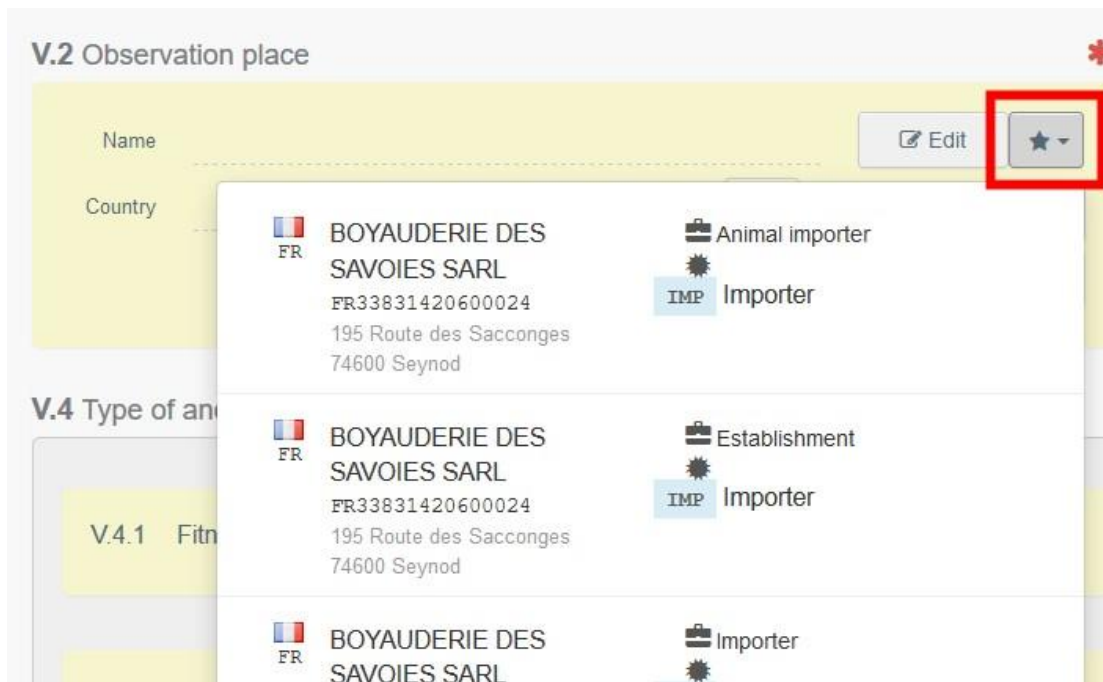 V.2 Observation place
Name
Edit
Country
FR
BOYAUDERIE DES
SAVOIES SARL
FR33831420600024
195 Route des Sacconges
74600 Seynod
Animal importer
IMP Importer
V.4 Type of an
FR
BOYAUDERIE DES
SAVOIES SARL
FR33831420600024
195 Route des Sacconges
74600 Seynod
Establishment
IMP Importer
V.4.1 Fitn
FR
BOYAUDERIE DES
SAVOIES SARL
Importer